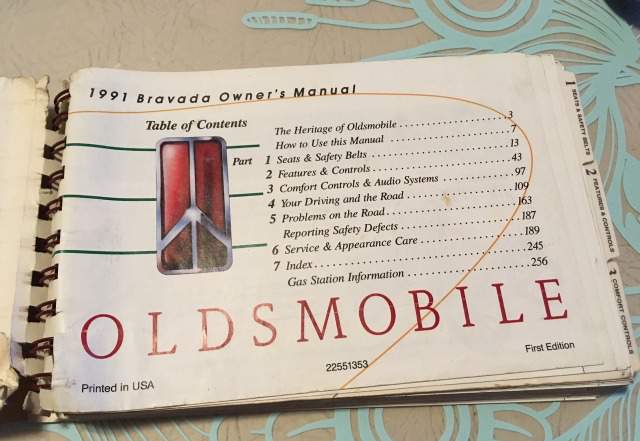 1991 Bravada Owner's Manual
Table of Contents
The Heritage of Oldsmobile 3
How to Use this Manual 7
Part 1 Seats & Safety Belts 13
2 Features & Controls 43
3 Comfort Controls & Audio Systems 97
4 Your Driving and the Road 109
5 Problems on the Road 163
Reporting Safety Defects 187
6 Service & Appearance Care 189
7 Index 245
Gas Station Information 256
OLDSMOBILE
22551353
First Edition
Printed in USA
1 SEATS & SAFETY BELTS
2 FEATURES & CONTROLS
COMFORT CONTROLS